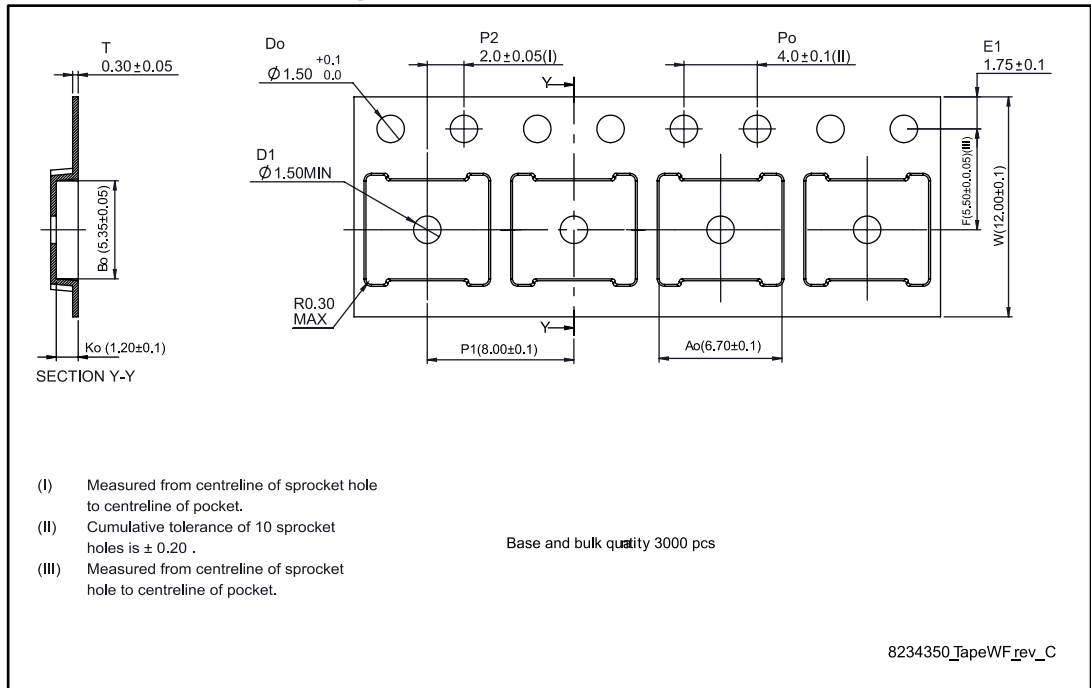 T
0.30±0.05
Do
Ø1.50 +0.1 0.0
P2
2.0±0.05(I)
Po
4.0±0.1(II)
E1
1.75±0.1
Y
D1
Ø1.50MIN
Bo (5.35±0.05)
F(5.50±0.0.05)(III)
W(12.00±0.1)
R0.30
MAX
Y
Ko (1.20±0.1)
P1(8.00±0.1)
Ao(6.70±0.1)
SECTION Y-Y
(I) Measured from centreline of sprocket hole
to centreline of pocket.
(II) Cumulative tolerance of 10 sprocket
holes is ± 0.20 .
(III) Measured from centreline of sprocket
hole to centreline of pocket.
Base and bulk quatity 3000 pcs
8234350_TapeWF_rev_C